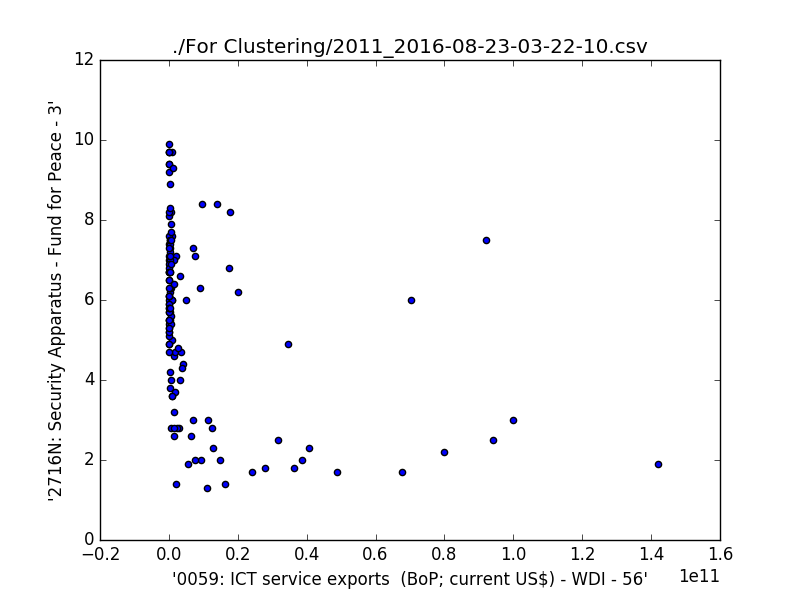 ./For Clustering/2011_2016-08-23-03-22-10.csv
'2716N: Security Apparatus - Fund for Peace - 3'
12
10
8
6
4
2
0
−0.2 0.0 0.2 0.4 0.6 0.8 1.0 1.2 1.4 1.6
1e11
'0059: ICT service exports  (BoP; current US$) - WDI - 56'